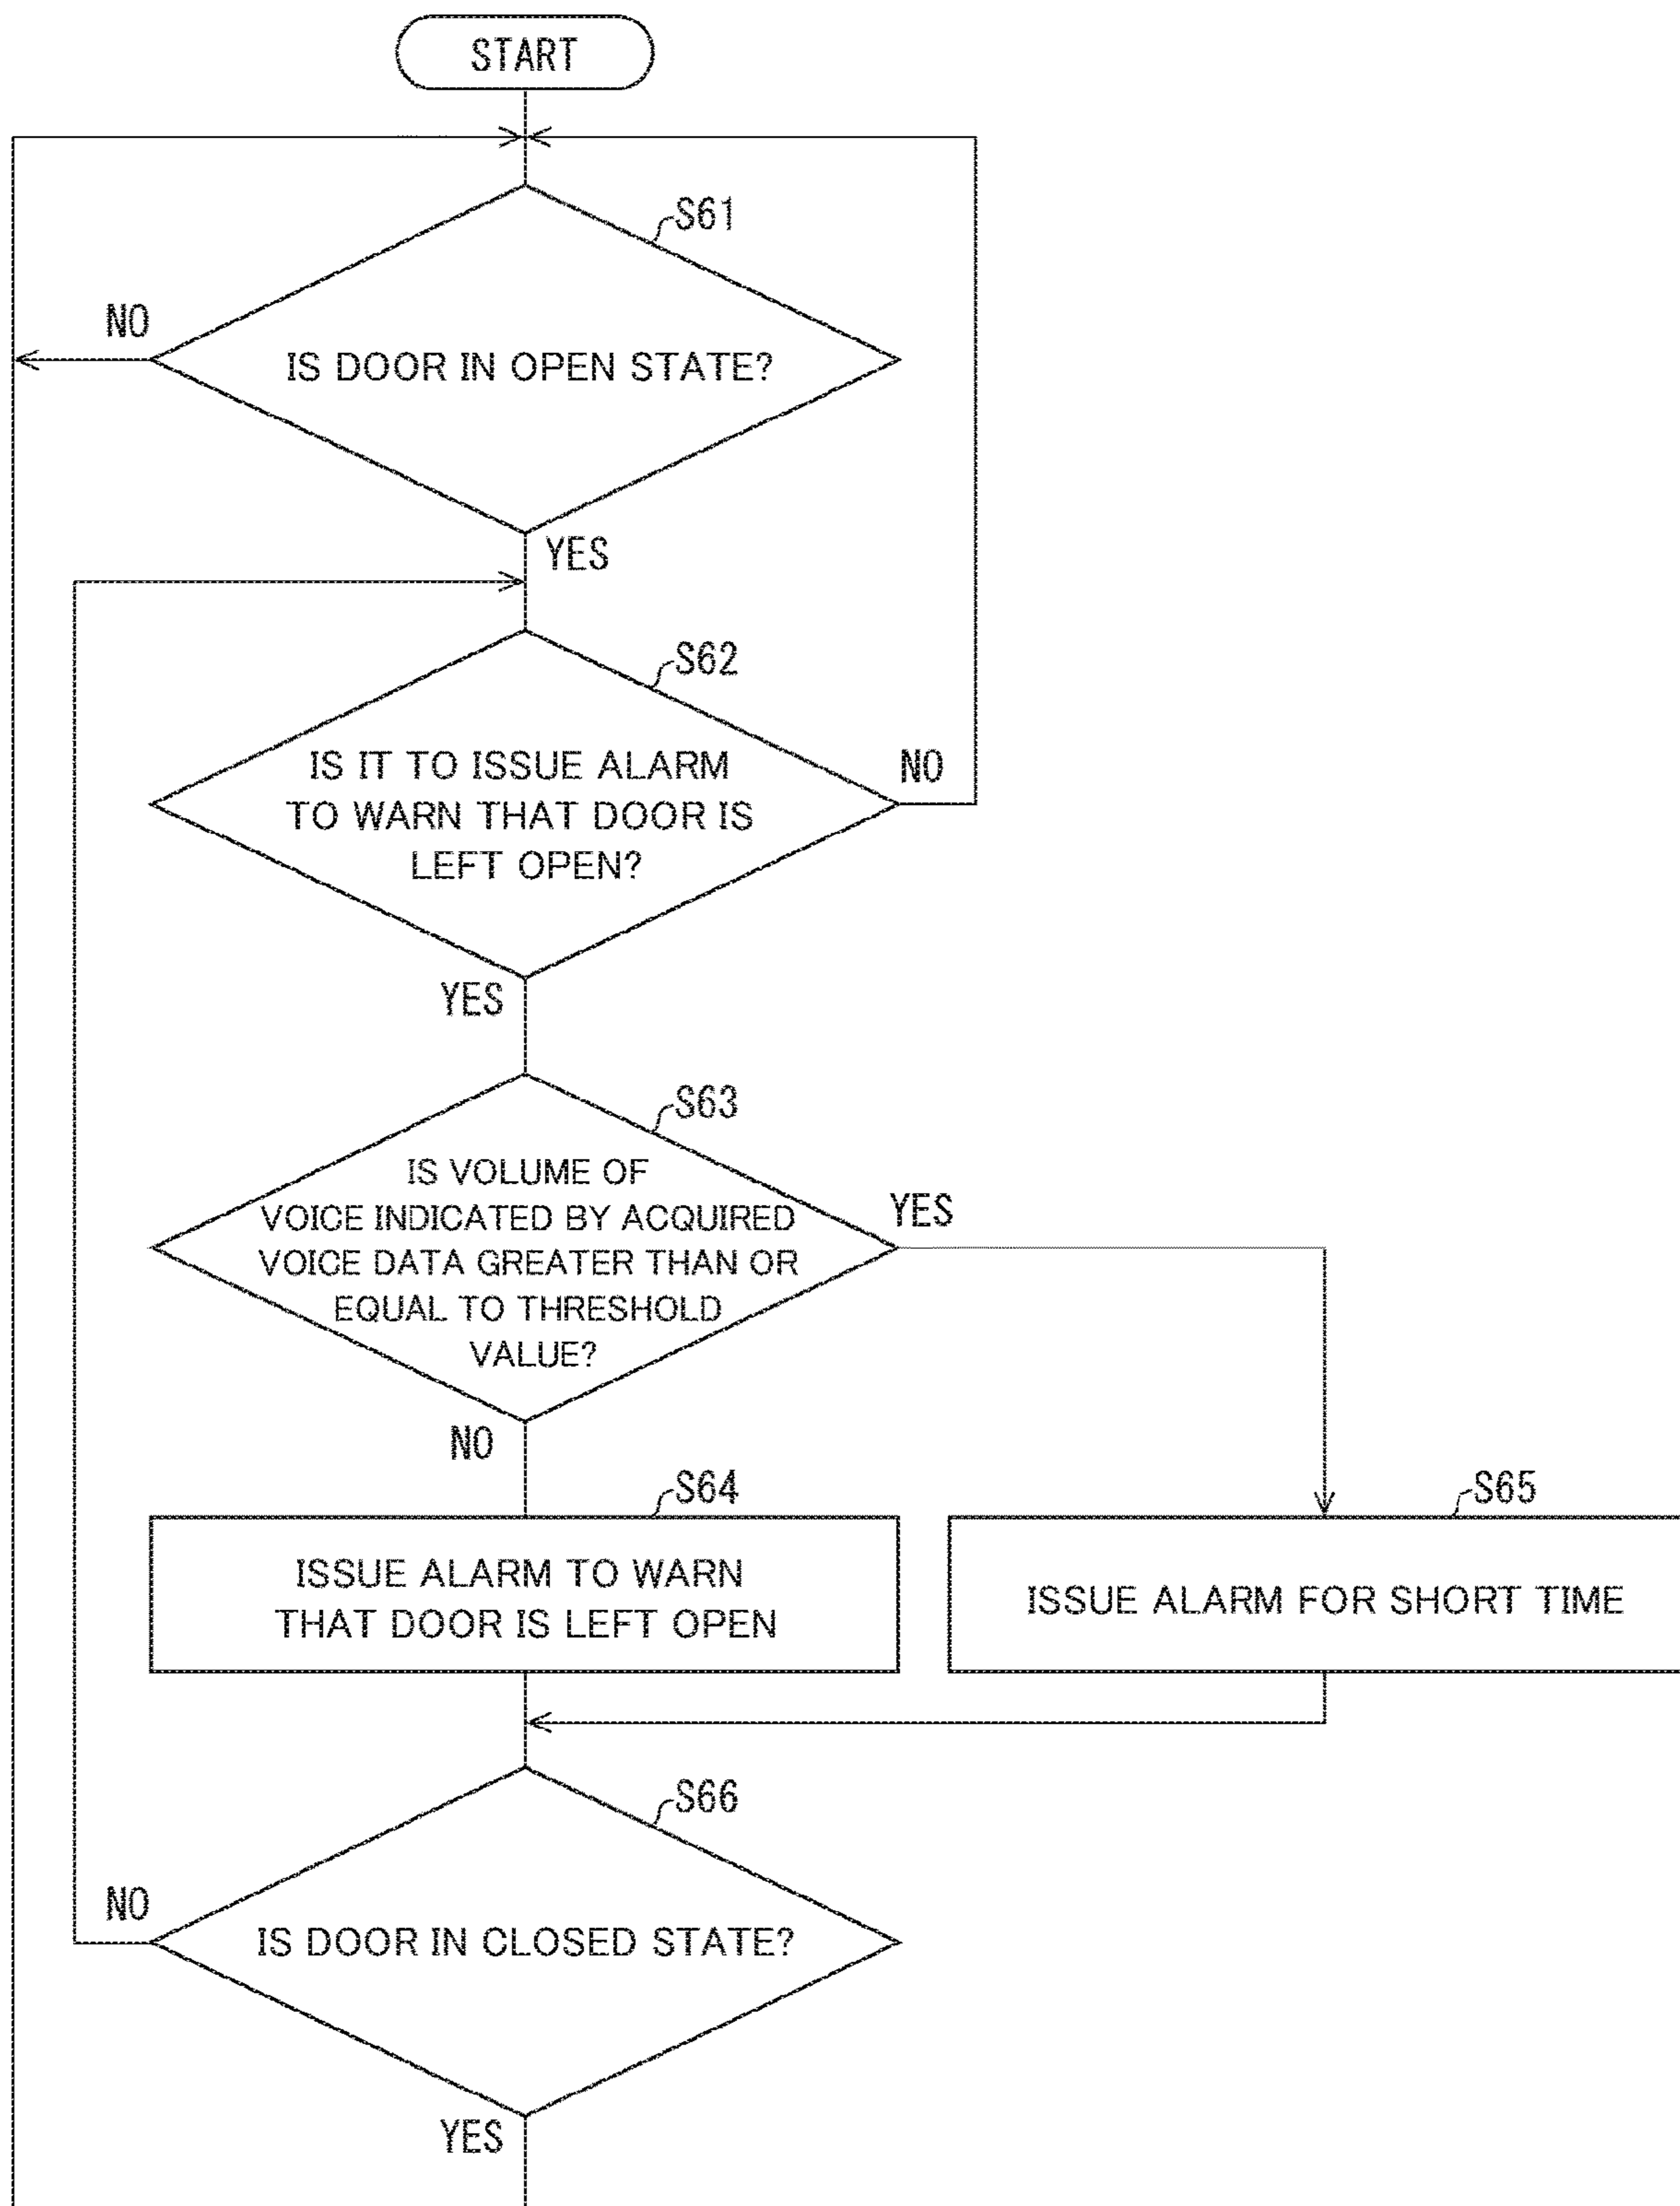 START
S61
NO
IS DOOR IN OPEN STATE?
YES
S62
IS IT TO ISSUE ALARM
TO WARN THAT DOOR IS
LEFT OPEN?
NO
YES
S63
IS VOLUME OF
VOICE INDICATED BY ACQUIRED
VOICE DATA GREATER THAN OR
EQUAL TO THRESHOLD
VALUE?
YES
NO
S64
ISSUE ALARM TO WARN
THAT DOOR IS LEFT OPEN
S65
ISSUE ALARM FOR SHORT TIME
S66
NO
IS DOOR IN CLOSED STATE?
YES